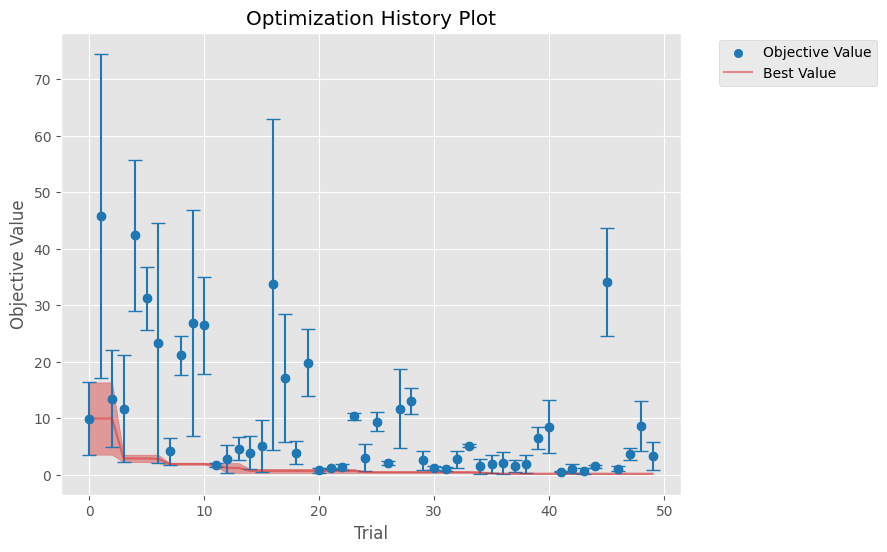 Optimization History Plot
Objective Value
Best Value
Objective Value
70
60
50
40
30
20
10
0
0 10 20 30 40 50
Trial